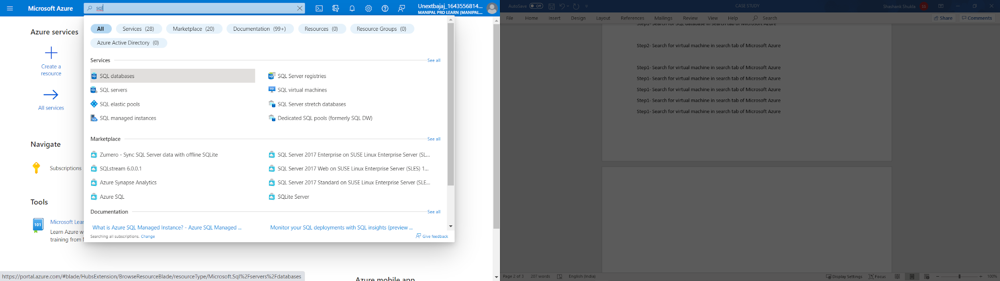 Microsoft Azure
sql
Unextbajaj_1643556814...
MANIPAL PRO LEARN (MANIPAL...
Azure services
Create a
resource
All services
Navigate
Subscriptions
Tools
101
Microsoft Lear
Learn Azure w
training from
All
Services (28)
Marketplace (20)
Documentation (99+)
Resources (0)
Resource Groups (0)
Azure Active Directory (0)
Services
See all
SQL databases
SQL Server registries
SQL servers
SQL virtual machines
SQL elastic pools
SQL Server stretch databases
SQL managed instances
Dedicated SQL pools (formerly SQL DW)
Marketplace
See all
Zumero - Sync SQL Server data with offline SQLite
SQL Server 2017 Enterprise on SUSE Linux Enterprise Server (SL...
SQLstream 6.0.0.1
SQL Server 2017 Web on SUSE Linux Enterprise Server (SLES) 1...
Azure Synapse Analytics
SQL Server 2017 Standard on SUSE Linux Enterprise Server (SLE...
Azure SQL
SQLite Server
Documentation
See all
What is Azure SQL Managed Instance? - Azure SQL Managed ...
Monitor your SQL deployments with SQL insights (preview ...
Searching all subscriptions. Change
Give feedback
https://portal.azure.com/#blade/HubsExtension/BrowseResourceBlade/resourceType/Microsoft.Sql%2Fservers%2Fdatabases
Azure mobile app
AutoSave Off
CASE STUDY
Shashank Shukla SS
File Home Insert Design Layout References Mailings Review View Help Search
Share Comments
Step1- Search for SQL database in search tab of Microsoft Azure
Step2- Search for virtual machine in search tab of Microsoft Azure
Step1- Search for virtual machine in search tab of Microsoft Azure
Step1- Search for virtual machine in search tab of Microsoft Azure
Step1- Search for virtual machine in search tab of Microsoft Azure
Step1- Search for virtual machine in search tab of Microsoft Azure
Step1- Search for virtual machine in search tab of Microsoft Azure
Page 2 of 3 207 words English (India)
Display Settings Focus 100%